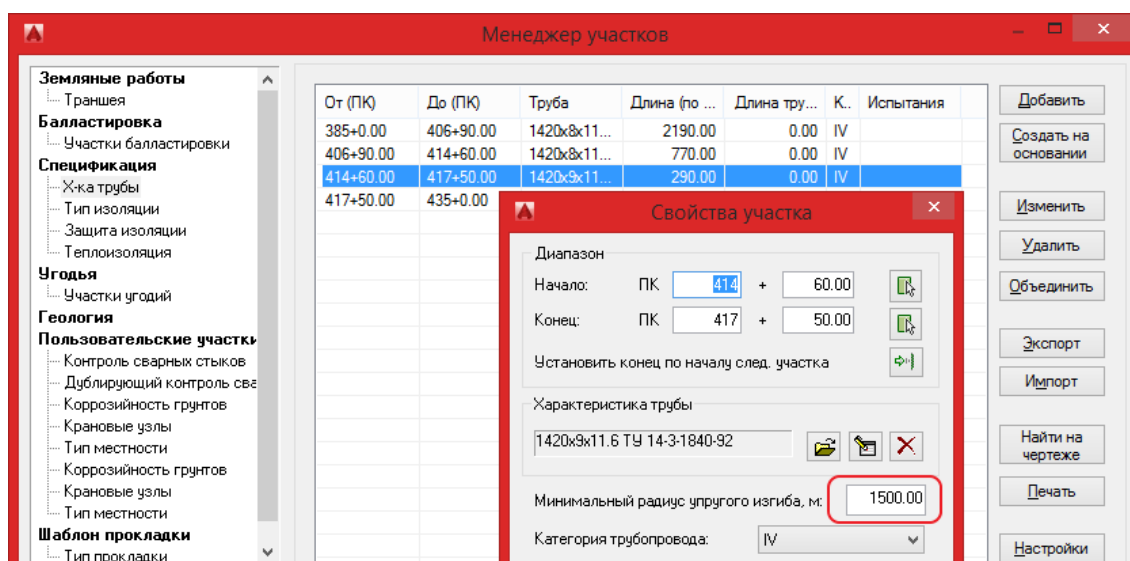 Менеджер участков
Земляные работы
Траншея
Балластировка
Участки балластировки
Спецификация
Х-ка трубы
Тип изоляции
Защита изоляции
Теплоизоляция
Угодья
Участки угодий
Геология
Пользовательские участки
Контроль сварных стыков
Дублирующий контроль сва
Коррозийность грунтов
Крановые узлы
Тип местности
Коррозийность грунтов
Крановые узлы
Тип местности
Шаблон прокладки
Тип прокладки
От (ПК) До (ПК) Труба Длина (по ... Длина тру... К.. Испытания
385+0.00 406+90.00 1420x8x11... 2190.00 0.00 IV
406+90.00 414+60.00 1420x8x11... 770.00 0.00 IV
414+60.00 417+50.00 1420x9x11... 290.00 0.00 IV
417+50.00 435+0.00
Свойства участка
Диапазон
Начало: ПК 414 + 60.00
Конец: ПК 417 + 50.00
Установить конец по началу след. участка
Характеристика трубы
1420x9x11.6 ТУ 14-3-1840-92
Минимальный радиус упругого изгиба, м: 1500.00
Категория трубопровода: IV
Добавить
Создать на
основании
Изменить
Удалить
Объединить
Экспорт
Импорт
Найти на
чертеже
Печать
Настройки